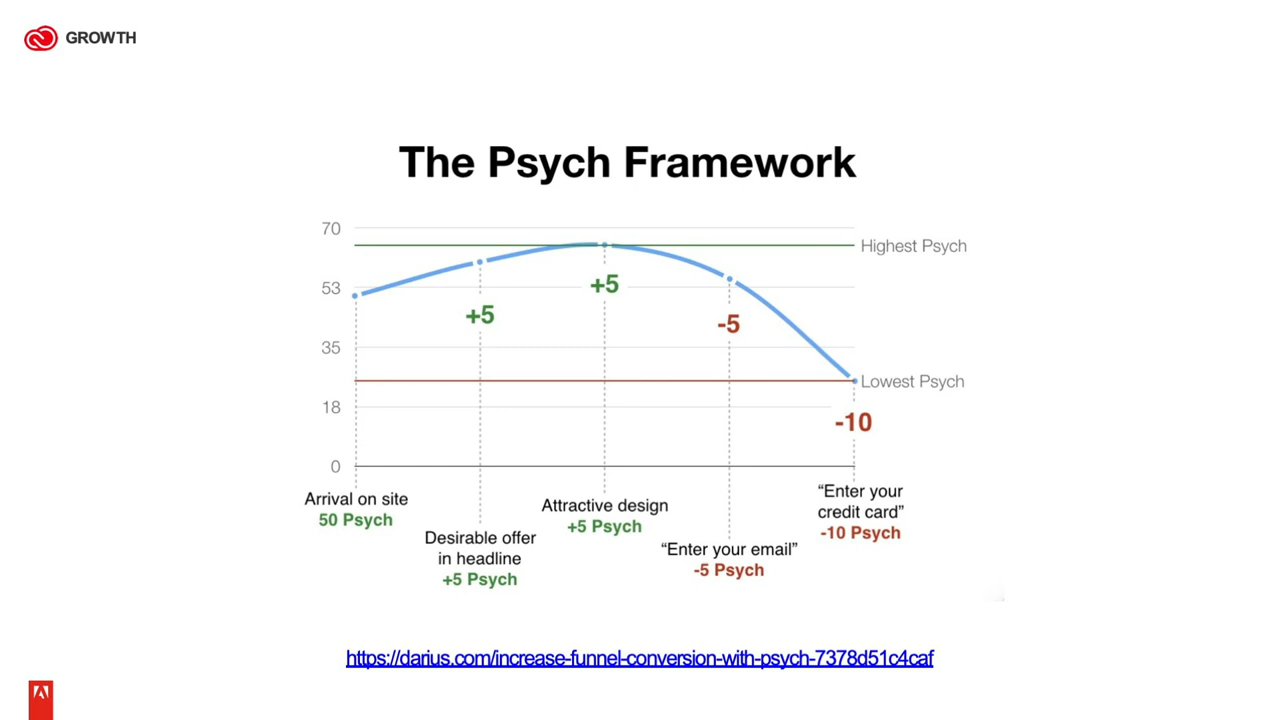 GROWTH
The Psych Framework
70
53
35
18
0
Highest Psych
Lowest Psych
+5
+5
-5
-10
Arrival on site
50 Psych
Desirable offer
in headline
+5 Psych
Attractive design
+5 Psych
“Enter your email”
-5 Psych
“Enter your
credit card”
-10 Psych
https://darius.com/increase-funnel-conversion-with-psych-7378d51c4caf